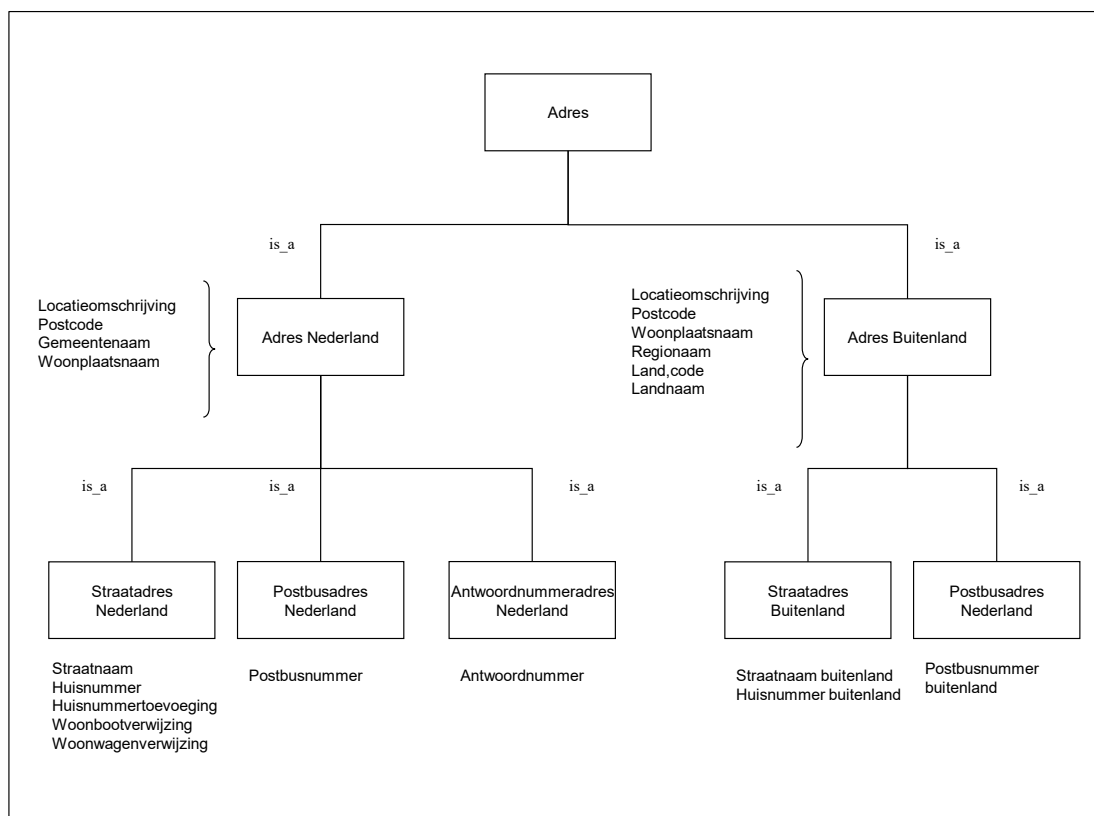 Adres
is_a
is_a
Locatieomschrijving
Postcode
Gemeentenaam
Woonplaatsnaam
Adres Nederland
Locatieomschrijving
Postcode
Woonplaatsnaam
Regionaam
Land,code
Landnaam
Adres Buitenland
is_a
is_a
is_a
is_a
is_a
Straatadres
Nederland
Postbusadres
Nederland
Antwoordnummeradres
Nederland
Straatadres
Buitenland
Postbusadres
Nederland
Straatnaam
Huisnummer
Huisnummertoevoeging
Woonbootverwijzing
Woonwagenverwijzing
Postbusnummer
Antwoordnummer
Straatnaam buitenland
Huisnummer buitenland
Postbusnummer
buitenland